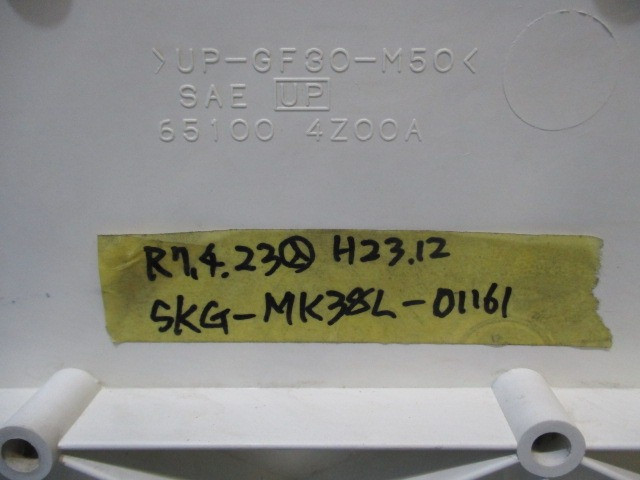 >UP-GF30-M50<
SAE UP
65100 4Z00A
R7.4.23 H23.12
SKG-MK38L-01161